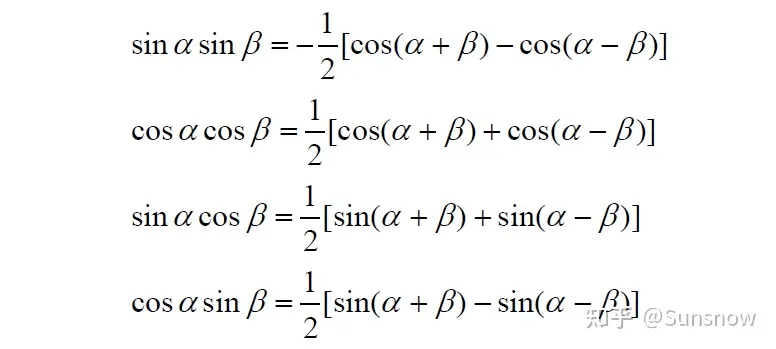 sin α sin β = -1/2[cos(α + β) - cos(α - β)]
cos α cos β = 1/2[cos(α + β) + cos(α - β)]
sin α cos β = 1/2[sin(α + β) + sin(α - β)]
cos α sin β = 1/2[sin(α + β) - sin(α - β)]
知乎 @Sunsnow